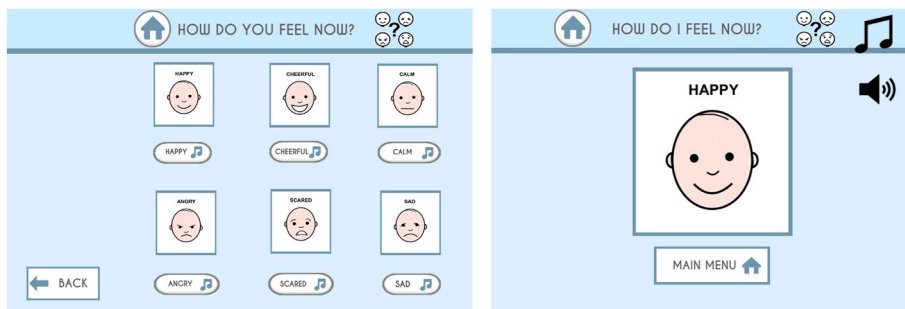 HOW DO YOU FEEL NOW?
?
HAPPY
CHEERFUL
CALM
HAPPY
CHEERFUL
CALM
ANGRY
SCARED
SAD
ANGRY
SCARED
SAD
BACK
HOW DO I FEEL NOW?
?
HAPPY
MAIN MENU